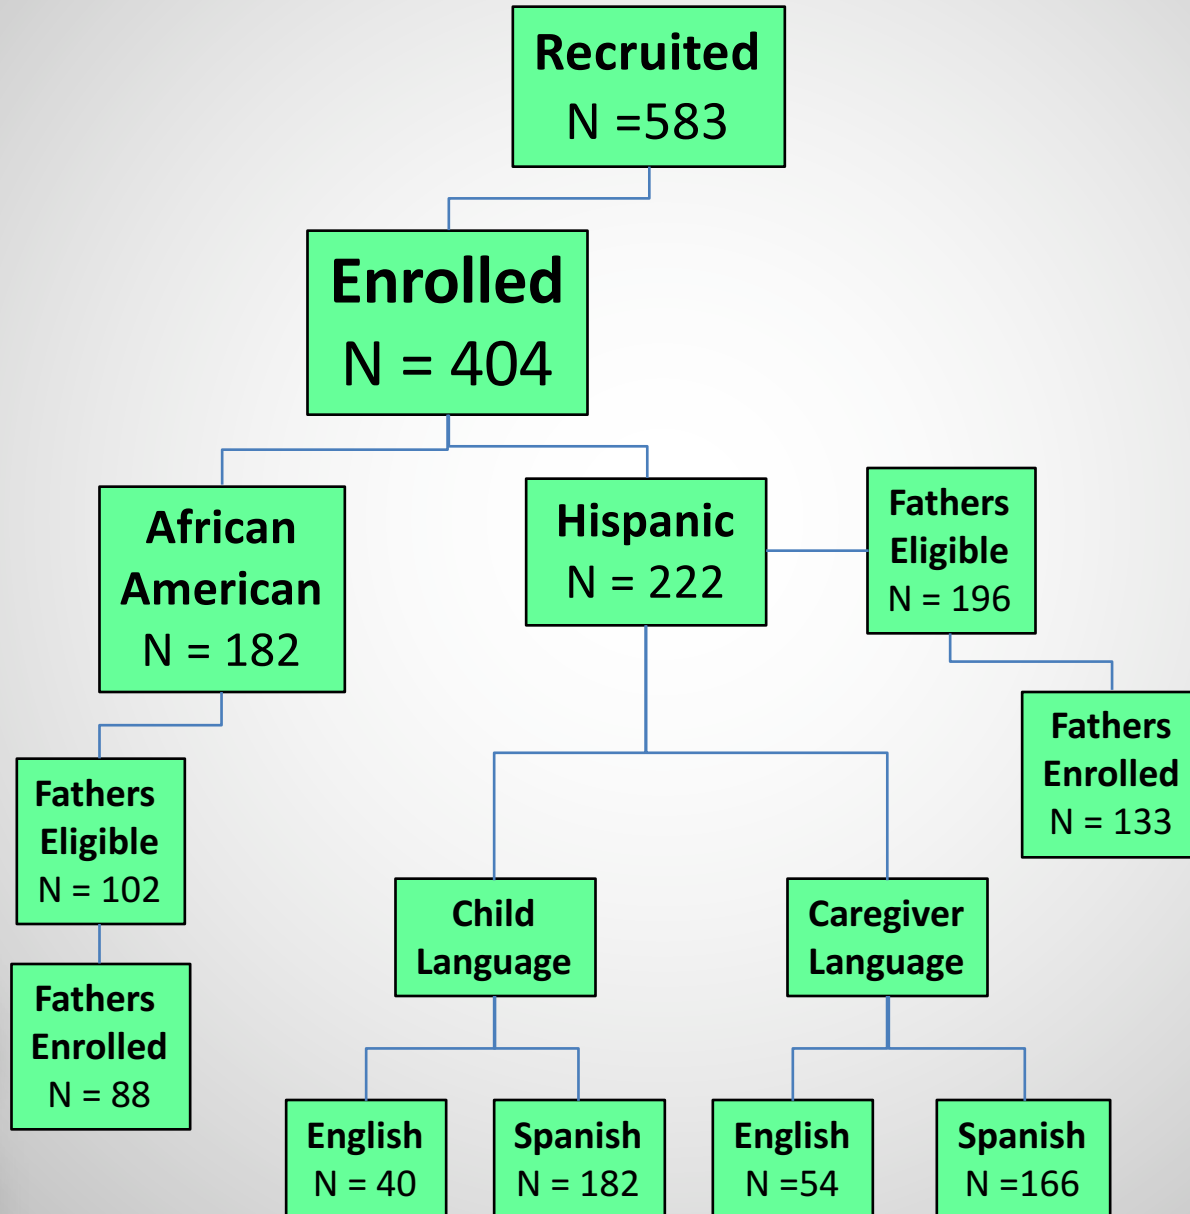 Recruited
N =583
Enrolled
N = 404
African
American
N = 182
Hispanic
N = 222
Fathers
Eligible
N = 196
Fathers
Enrolled
N = 133
Fathers
Eligible
N = 102
Fathers
Enrolled
N = 88
Child
Language
Caregiver
Language
English
N = 40
Spanish
N = 182
English
N =54
Spanish
N =166